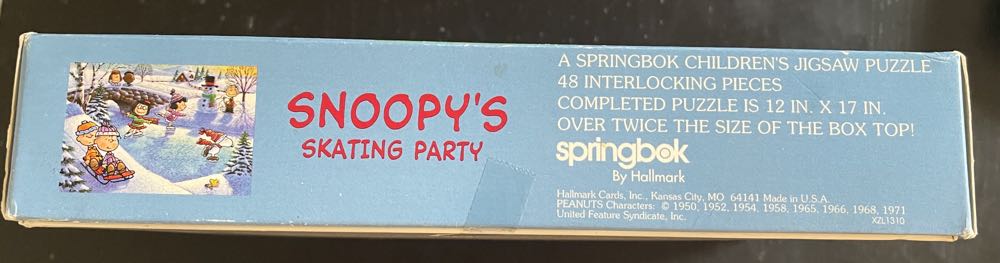 SNOOPY'S
SKATING PARTY
A SPRINGBOK CHILDREN'S JIGSAW PUZZLE
48 INTERLOCKING PIECES
COMPLETED PUZZLE IS 12 IN. X 17 IN.
OVER TWICE THE SIZE OF THE BOX TOP!
springbok
By Hallmark
Hallmark Cards, Inc., Kansas City, MO 64141 Made in U.S.A.
PEANUTS Characters: © 1950, 1952, 1954, 1958, 1965, 1966, 1968, 1971
United Feature Syndicate, Inc.
XZL1310